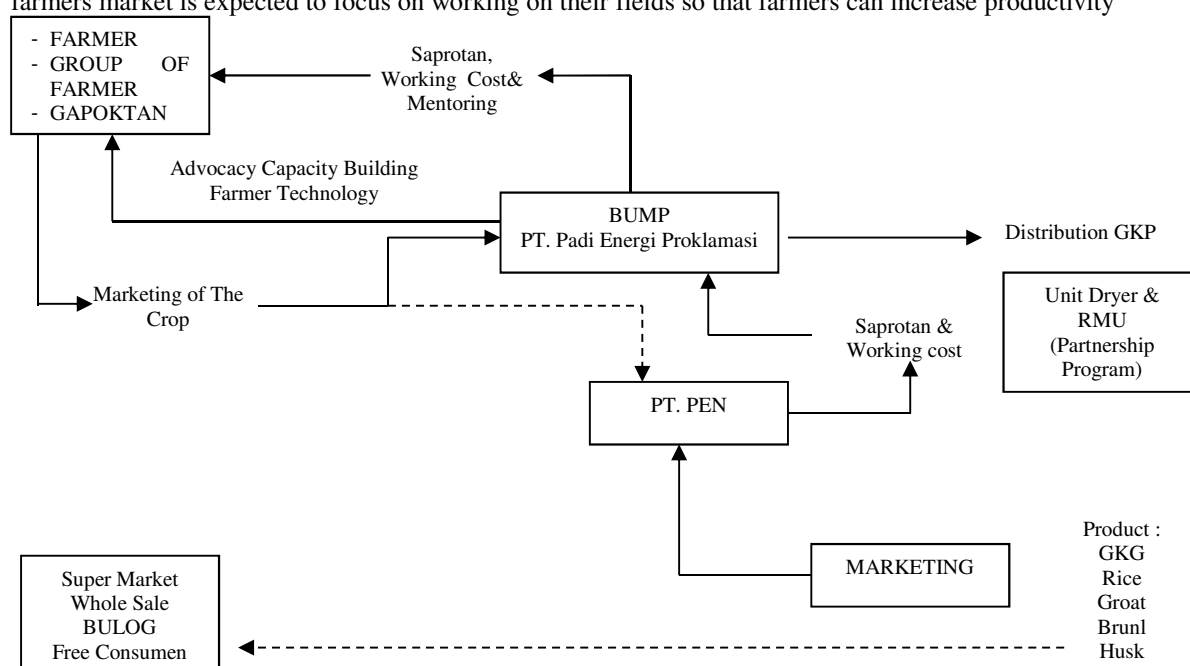 farmers market is expected to focus on working on their fields so that farmers can increase productivity
- FARMER
- GROUP OF
FARMER
- GAPOKTAN
Saprotan,
Working Cost&
Mentoring
Advocacy Capacity Building
Farmer Technology
BUMP
PT. Padi Energi Proklamasi
Distribution GKP
Marketing of The
Crop
Unit Dryer &
RMU
(Partnership
Program)
Saprotan &
Working cost
PT. PEN
MARKETING
Product :
GKG
Rice
Groat
Brunl
Husk
Super Market
Whole Sale
BULOG
Free Consumen